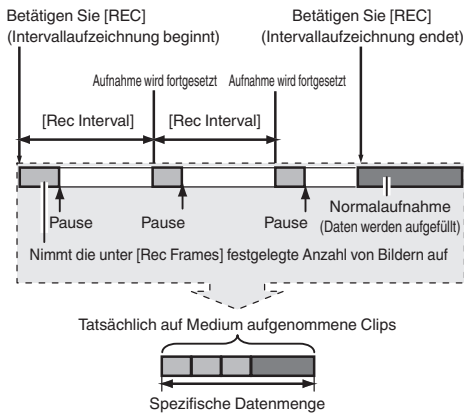 Betätigen Sie [REC]
(Intervallaufzeichnung beginnt)
Betätigen Sie [REC]
(Intervallaufzeichnung endet)
Aufnahme wird fortgesetzt
Aufnahme wird fortgesetzt
[Rec Interval]
[Rec Interval]
Pause
Pause
Pause
Normalaufnahme
(Daten werden aufgefüllt)
Nimmt die unter [Rec Frames] festgelegte Anzahl von Bildern auf
Tatsächlich auf Medium aufgenommene Clips
Spezifische Datenmenge